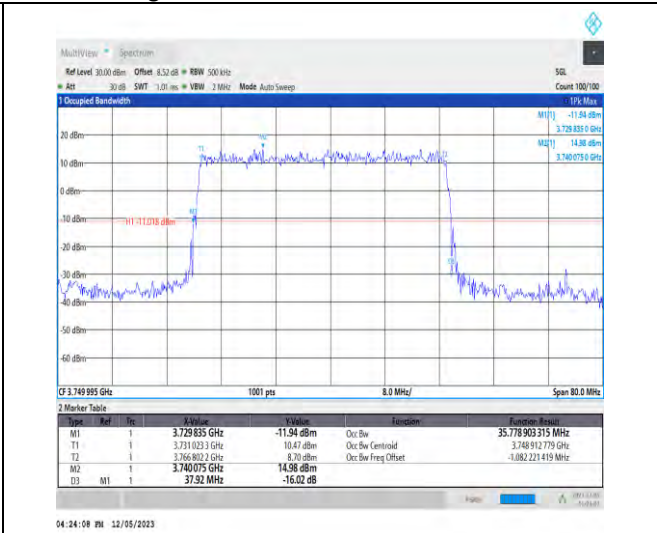 MultiView Spectrum
Ref Level 30.00 dBm Offset 8.52 dB RBW 500 kHz SGL
Att 30 dB SWT 1.01 ms VBW 2 MHz Mode Auto Sweep Count 100/100
1 Occupied Bandwidth 1Pk Max
M1[1] -11.94 dBm
3.729 835 0 GHz
M2[1] 14.98 dBm
3.740 075 0 GHz
20 dBm
M2
T1
10 dBm
0 dBm
M1
-10 dBm
H1 -11.018 dBm
-20 dBm
-30 dBm
-40 dBm
-50 dBm
-60 dBm
CF 3.749 995 GHz 1001 pts 8.0 MHz/ Span 80.0 MHz
2 Marker Table
Type Ref Trc X-Value Y-Value Function Function Result
M1 1 3.729 835 GHz -11.94 dBm Occ Bw 35.778 903 315 MHz
T1 1 3.731 023 3 GHz 10.47 dBm Occ Bw Centroid 3.748 912 779 GHz
T2 1 3.766 802 2 GHz 8.70 dBm Occ Bw Freq Offset -1.082 221 419 MHz
M2 1 3.740 075 GHz 14.98 dBm
D3 M1 1 37.92 MHz -16.02 dB
04:24:08 PM 12/05/2023